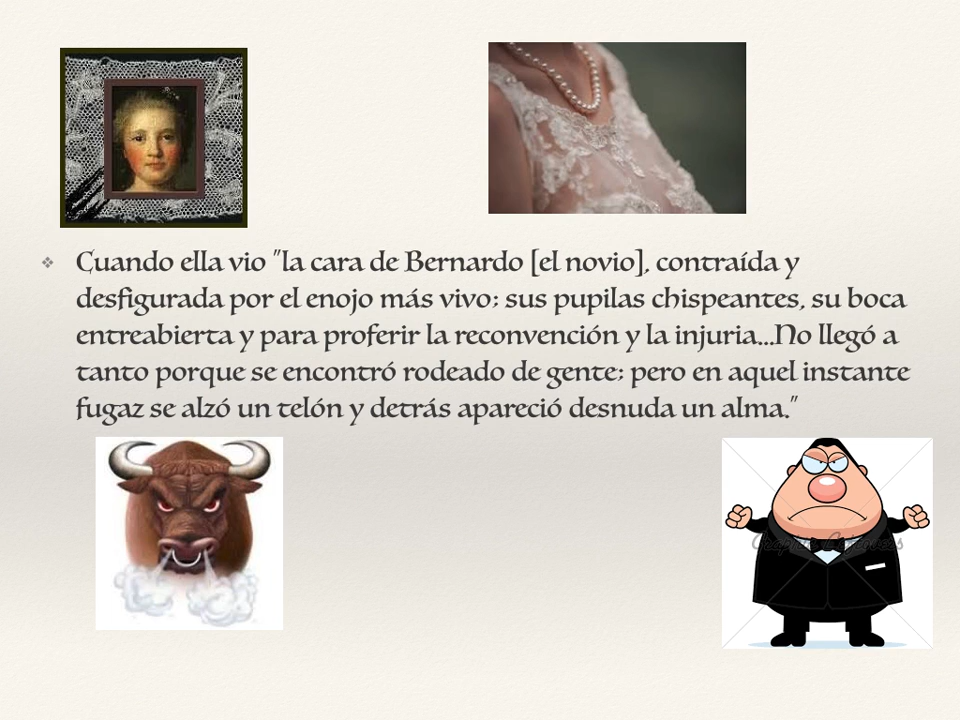 Cuando ella vio "la cara de Bernardo [el novio], contraída y
desfigurada por el enojo más vivo; sus pupilas chispeantes, su boca
entreabierta y para proferir la reconvención y la injuria...No llegó a
tanto porque se encontró rodeado de gente; pero en aquel instante
fugaz se alzó un telón y detrás apareció desnuda un alma."